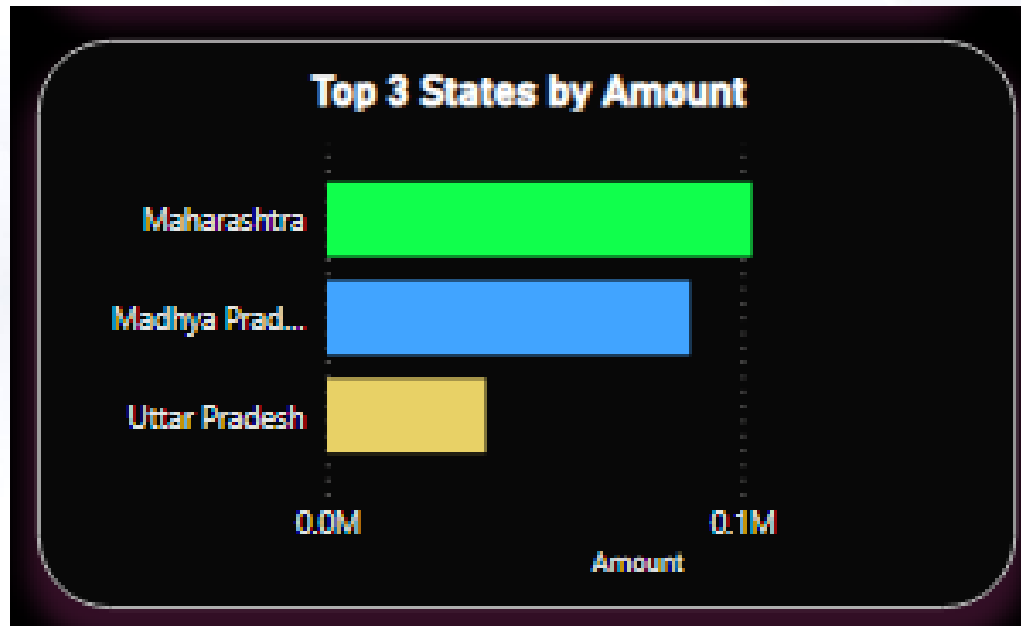 Top 3 States by Amount
Maharashtra
Madhya Prad...
Uttar Pradesh
0.0M 0.1M
Amount